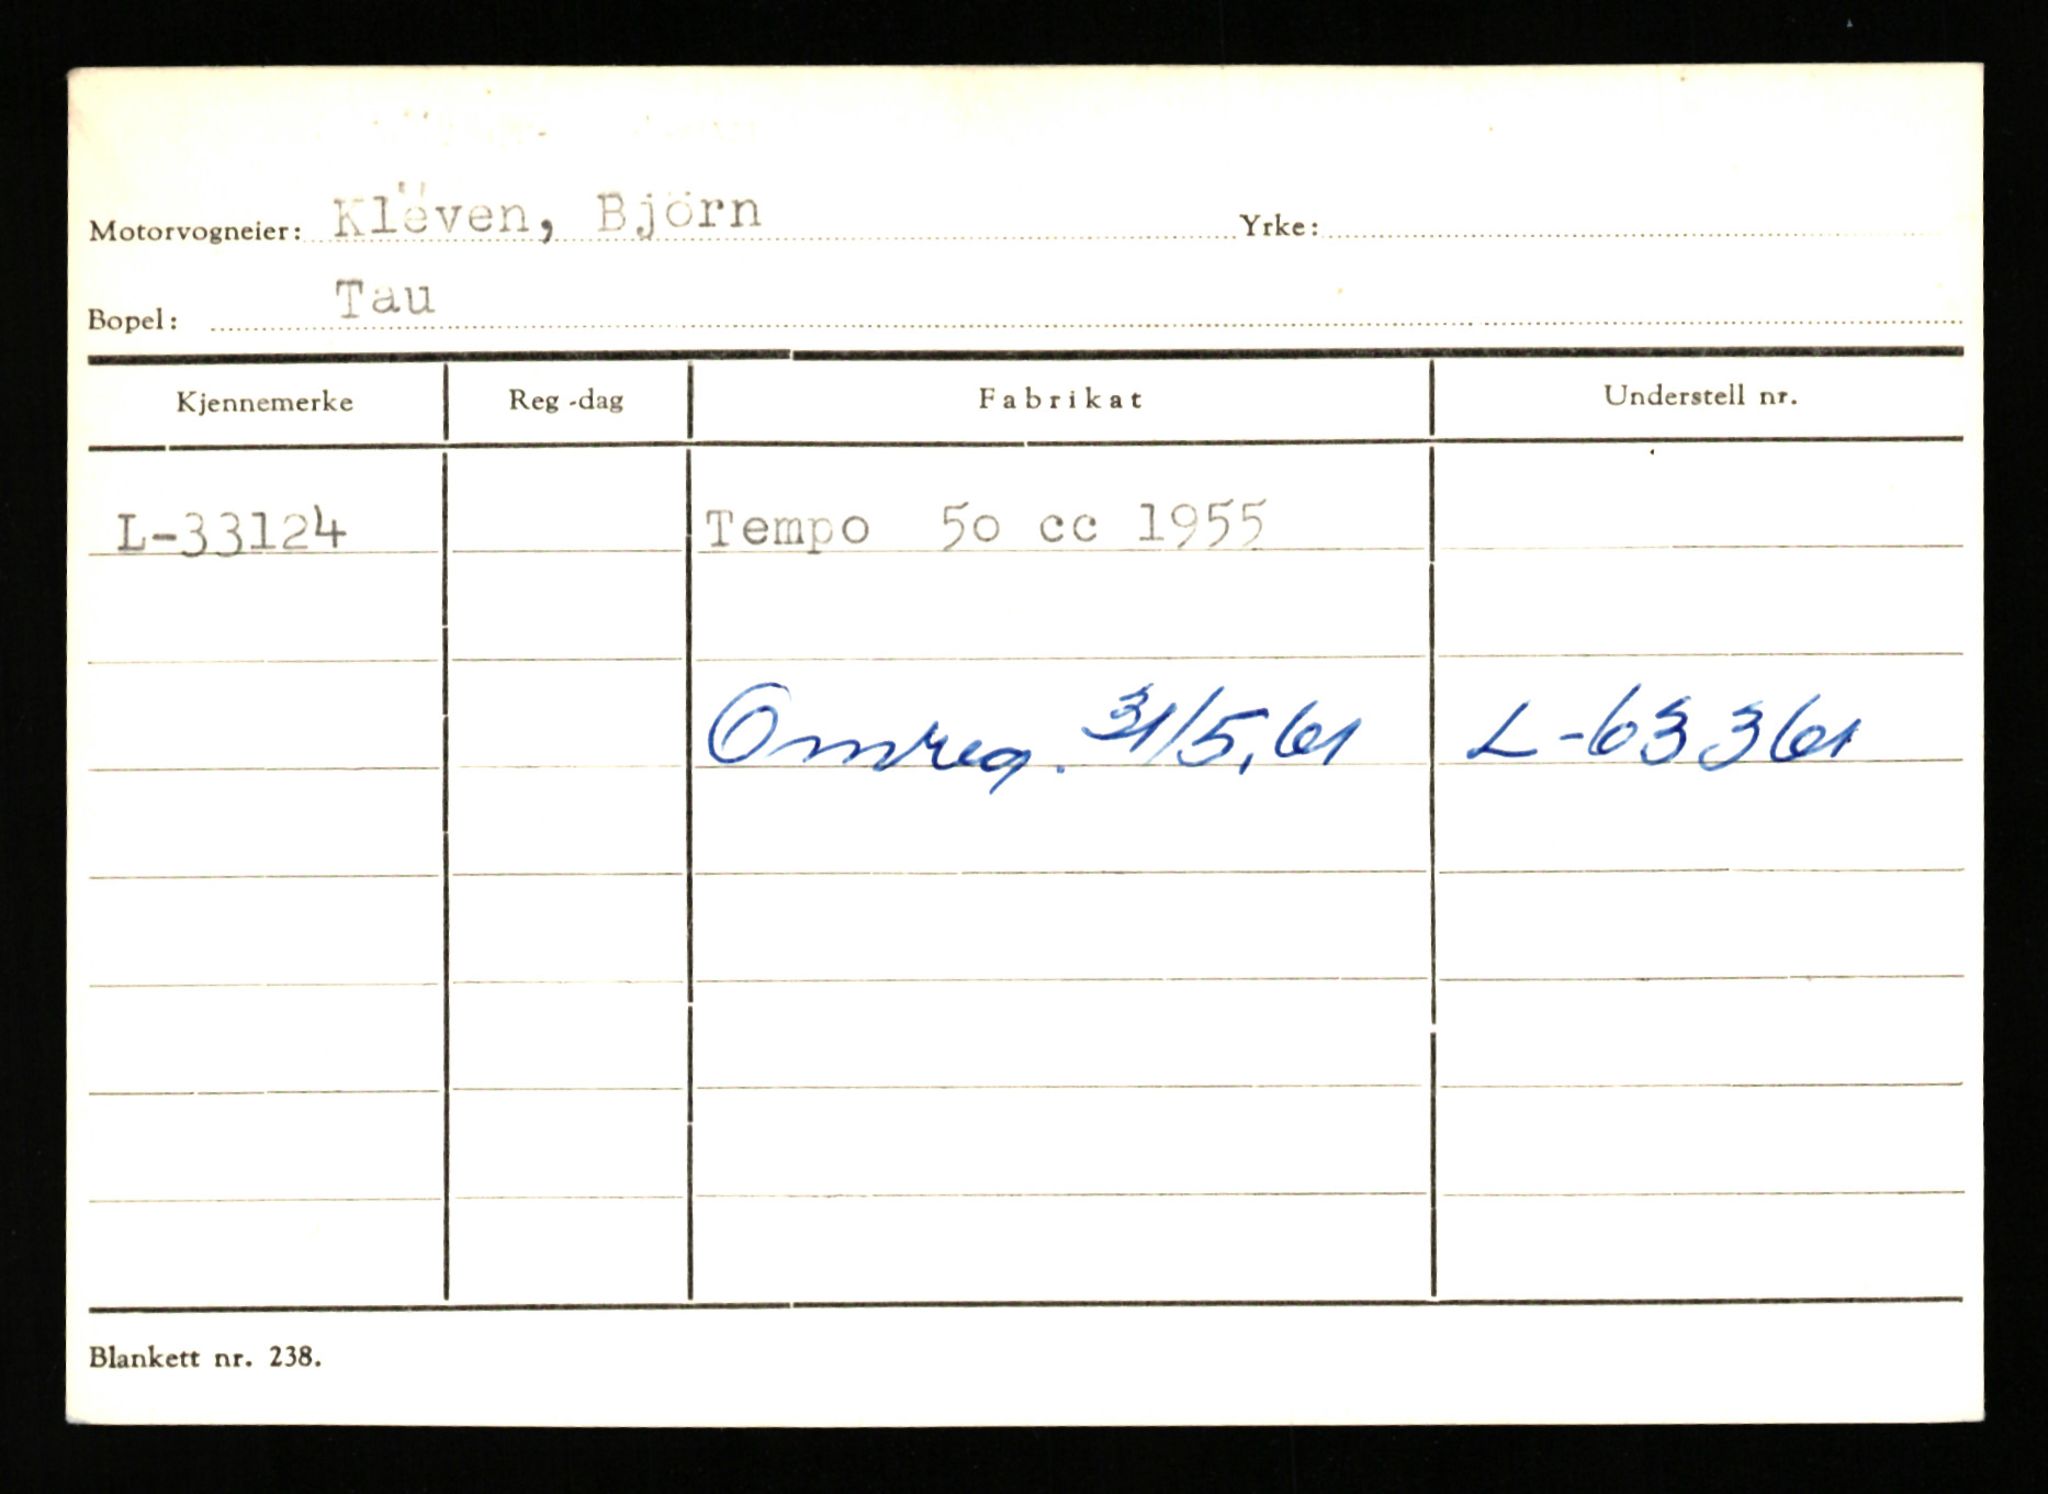 Motorvogneier: Klëven, Björn Yrke:
Bopel: Tau
Kjennemerke Reg-dag Fabrikat Understell nr.
L-33124 Tempo 50 cc 1955
Omreg. 31/5,61 L-63361
Blankett nr. 238.